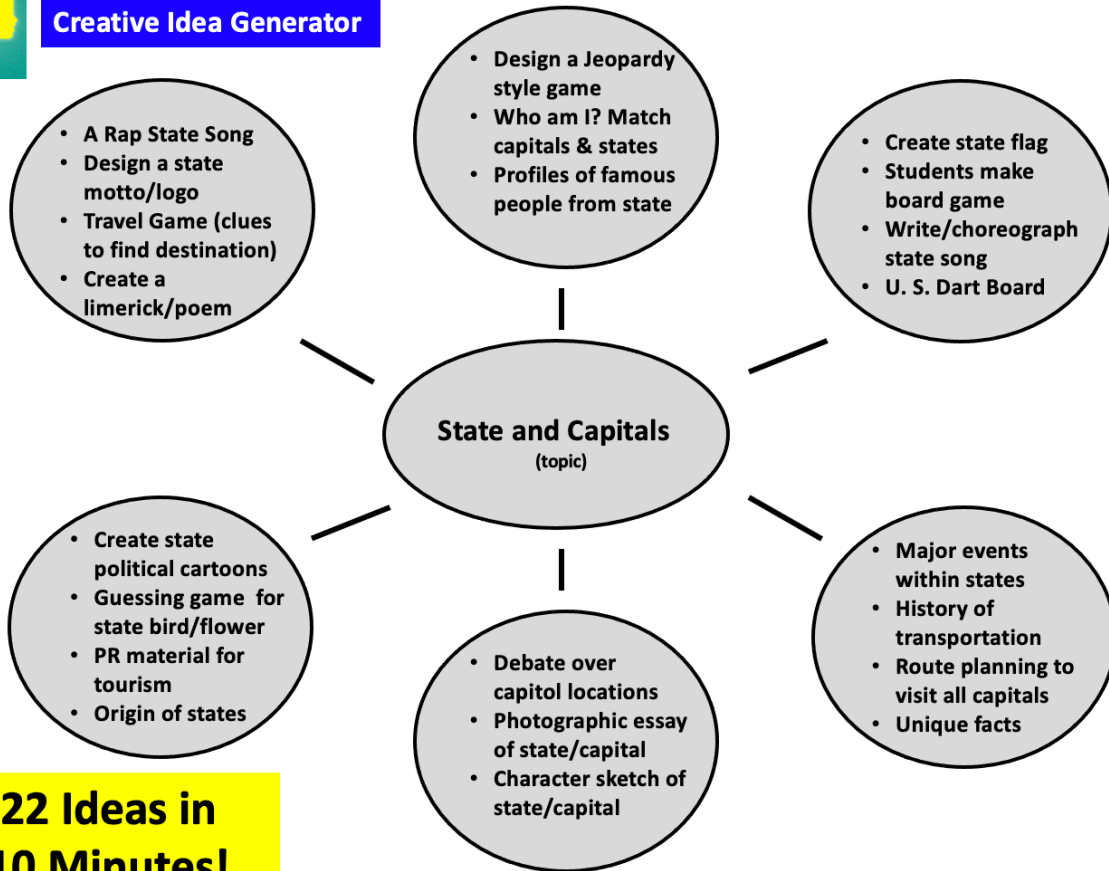 Creative Idea Generator
• Design a Jeopardy
style game
• Who am I? Match
capitals & states
• Profiles of famous
people from state
• A Rap State Song
• Design a state
motto/logo
• Travel Game (clues
to find destination)
• Create a
limerick/poem
• Create state flag
• Students make
board game
• Write/choreograph
state song
• U. S. Dart Board
State and Capitals
(topic)
• Create state
political cartoons
• Guessing game for
state bird/flower
• PR material for
tourism
• Origin of states
• Debate over
capitol locations
• Photographic essay
of state/capital
• Character sketch of
state/capital
• Major events
within states
• History of
transportation
• Route planning to
visit all capitals
• Unique facts
22 Ideas in
10 Minutes!